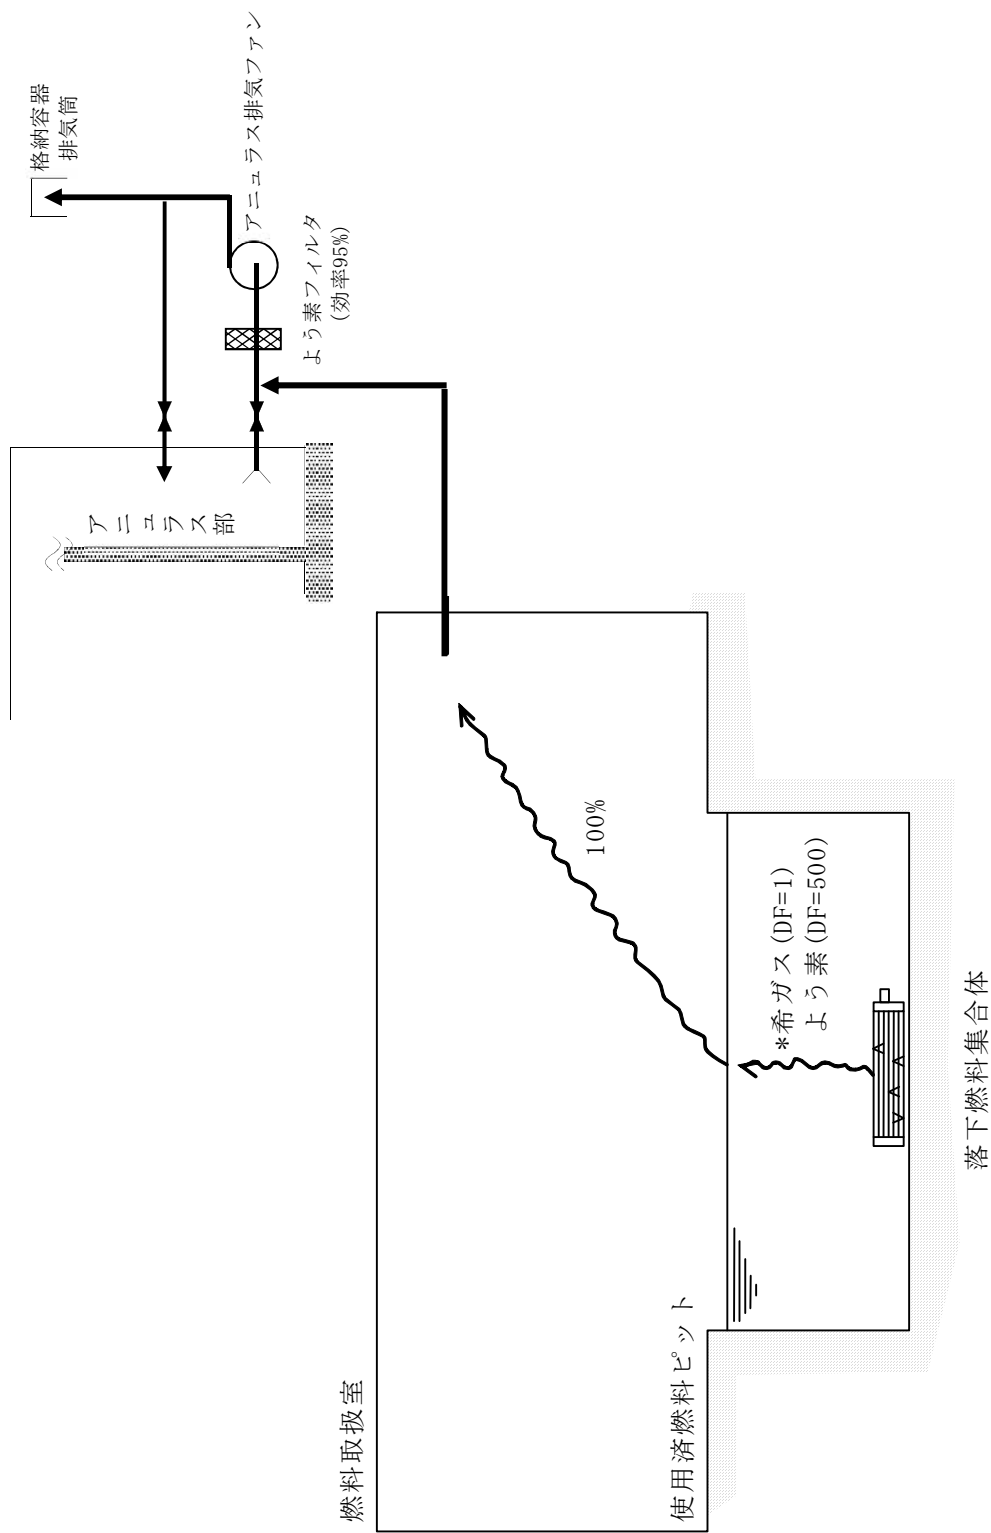 格納容器
排気筒
アニュラス排気ファン
よう素フィルタ
(効率95%)
アニュラス部
燃料取扱室
100%
使用済燃料ピット
*希ガス(DF=1)
よう素(DF=500)
落下燃料集合体